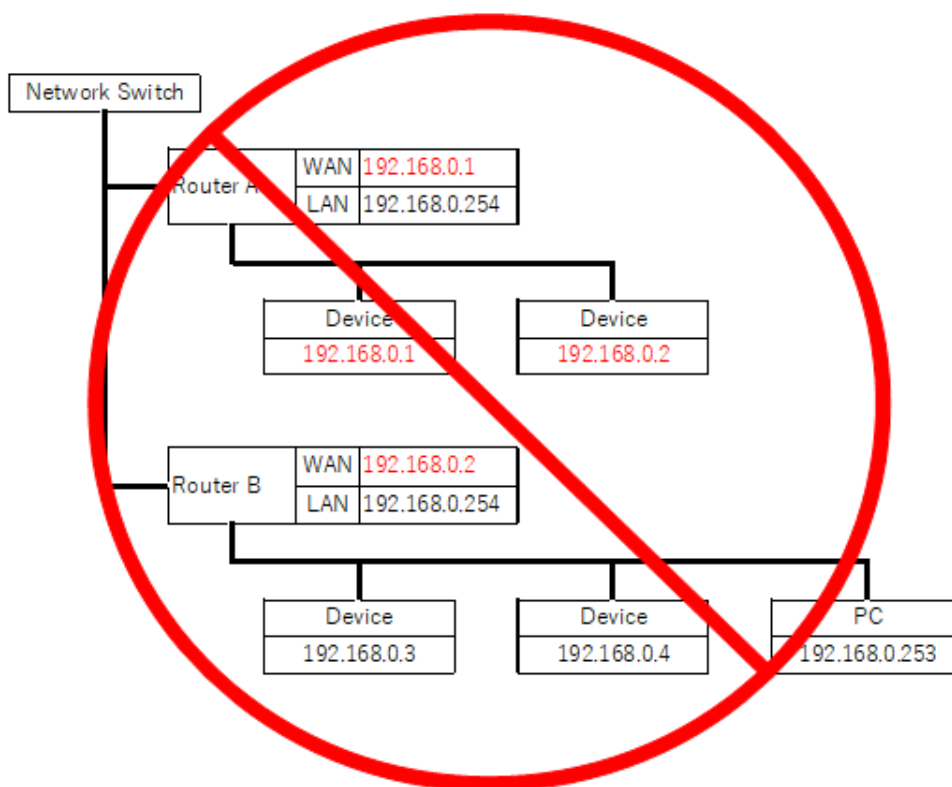 Network Switch
Router A
WAN 192.168.0.1
LAN 192.168.0.254
Device
192.168.0.1
Device
192.168.0.2
Router B
WAN 192.168.0.2
LAN 192.168.0.254
Device
192.168.0.3
Device
192.168.0.4
PC
192.168.0.253